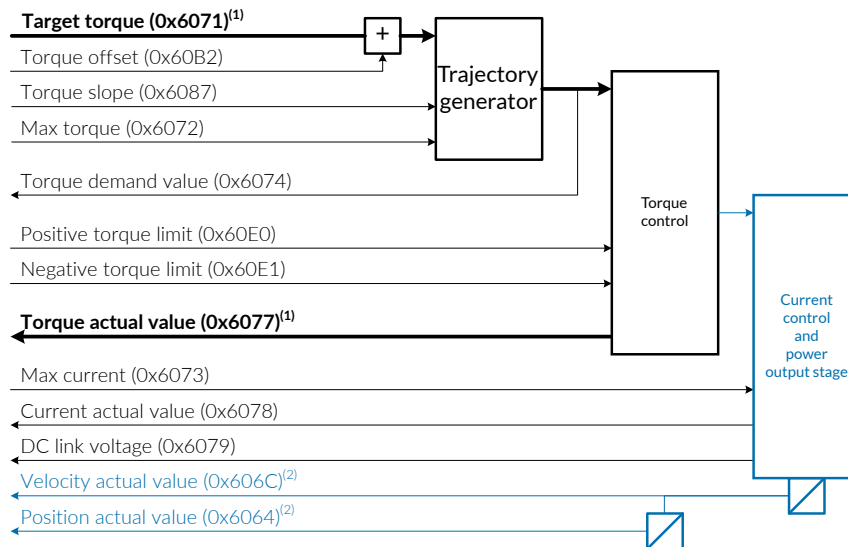 Target torque (0x6071)(1)
+
Torque offset (0x60B2)
Torque slope (0x6087)
Max torque (0x6072)
Trajectory
generator
Torque demand value (0x6074)
Torque
control
Positive torque limit (0x60E0)
Negative torque limit (0x60E1)
Torque actual value (0x6077)(1)
Current
control
and
power
output stage
Max current (0x6073)
Current actual value (0x6078)
DC link voltage (0x6079)
Velocity actual value (0x606C)(2)
Position actual value (0x6064)(2)